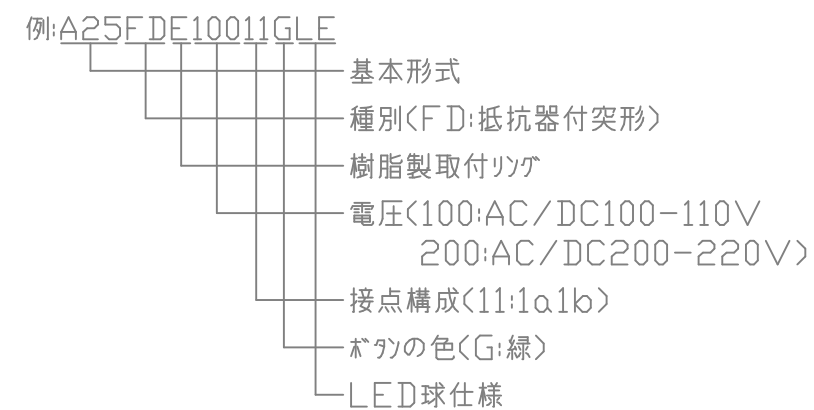 例:A25FDE10011GLE
基本形式
種別(FD:抵抗器付突形)
樹脂製取付リング
電圧(100:AC/DC100-110V
200:AC/DC200-220V)
接点構成(11:1a1b)
ボタンの色(G:緑)
LED球仕様